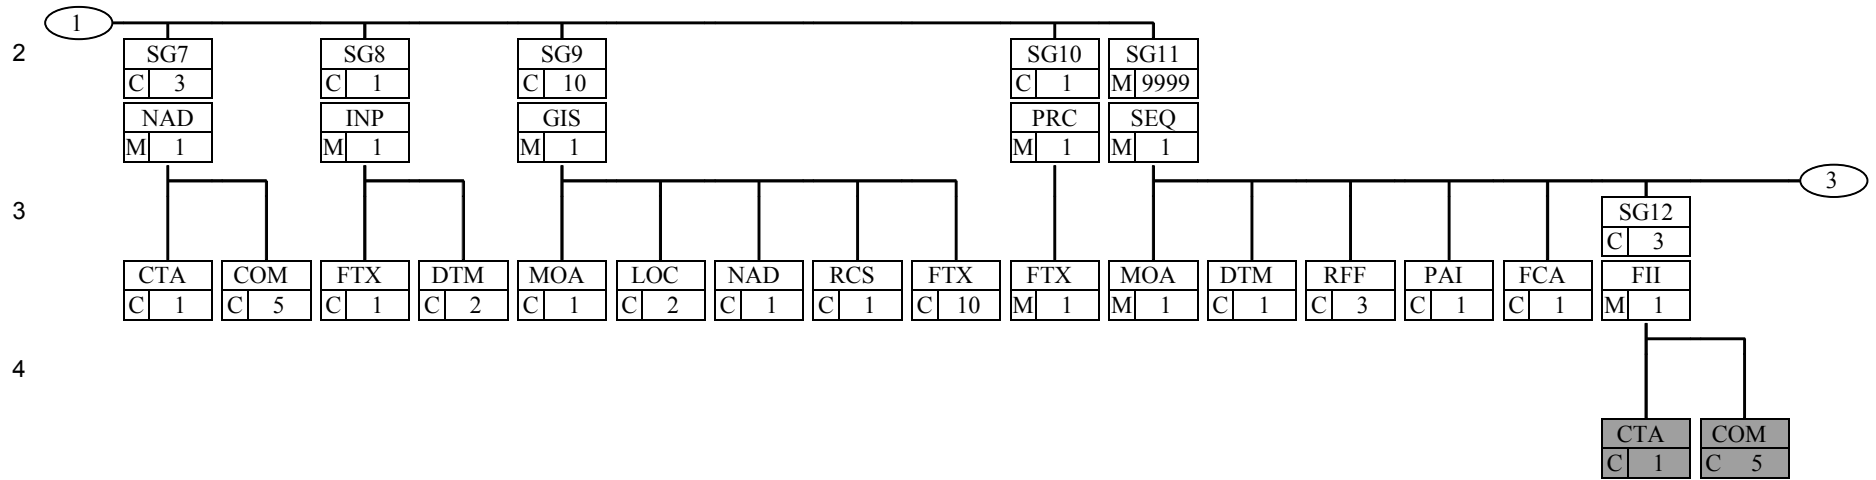 1
2 SG7 SG8 SG9 SG10 SG11
C 3 C 1 C 10 C 1 M 9999
NAD INP GIS PRC SEQ
M 1 M 1 M 1 M 1 M 1
3
3 SG12
C 3
CTA COM FTX DTM MOA LOC NAD RCS FTX FTX MOA DTM RFF PAI FCA FII
C 1 C 5 C 1 C 2 C 1 C 2 C 1 C 1 C 10 M 1 M 1 C 1 C 3 C 1 C 1 M 1
4
CTA COM
C 1 C 5